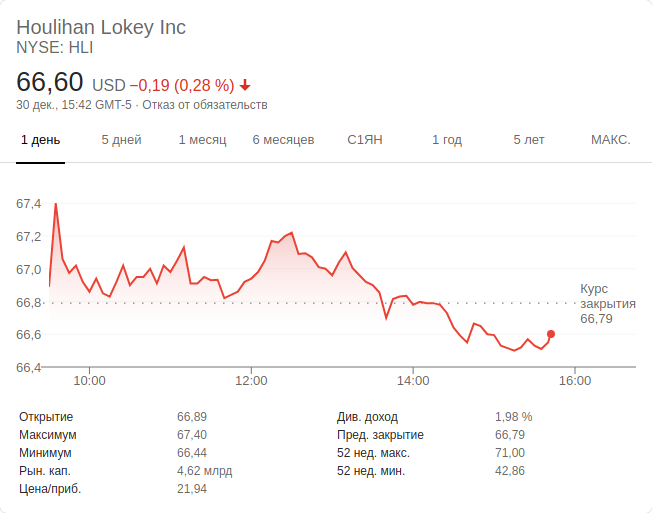 Houlihan Lokey Inc
NYSE: HLI
66,60 USD −0,19 (0,28 %)
30 дек., 15:42 GMT-5 · Отказ от обязательств
1 день 5 дней 1 месяц 6 месяцев С1ЯН 1 год 5 лет МАКС.
67,4
67,2
67,0
66,8
66,6
66,4
Курс
закрытия
66,79
10:00 12:00 14:00 16:00
Открытие 66,89 Див. доход 1,98 %
Максимум 67,40 Пред. закрытие 66,79
Минимум 66,44 52 нед. макс. 71,00
Рын. кап. 4,62 млрд 52 нед. мин. 42,86
Цена/приб. 21,94